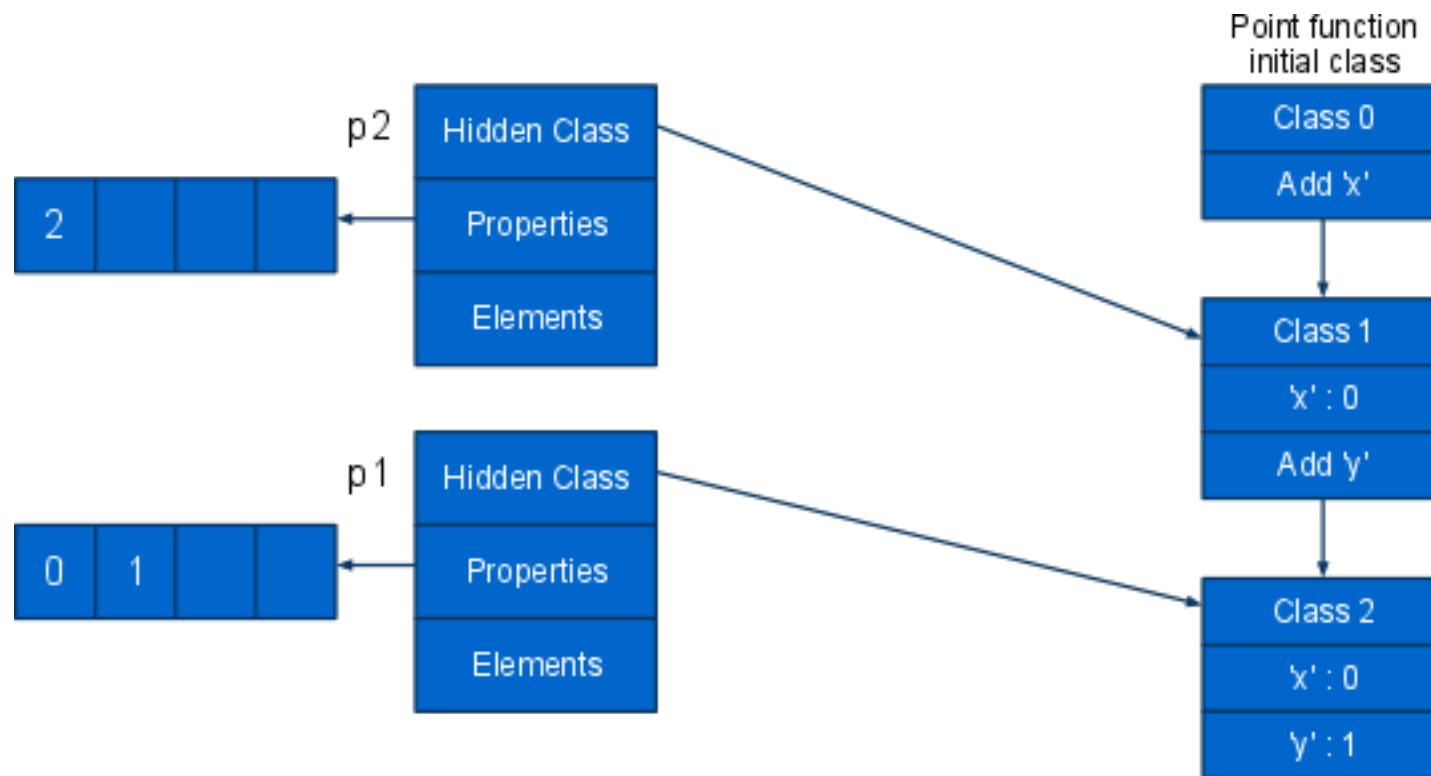 Point function
initial class
p2
Hidden Class
Properties
Elements
2
Class 0
Add 'x'
Class 1
'x' : 0
Add 'y'
p1
Hidden Class
Properties
Elements
0 1
Class 2
'x' : 0
'y' : 1